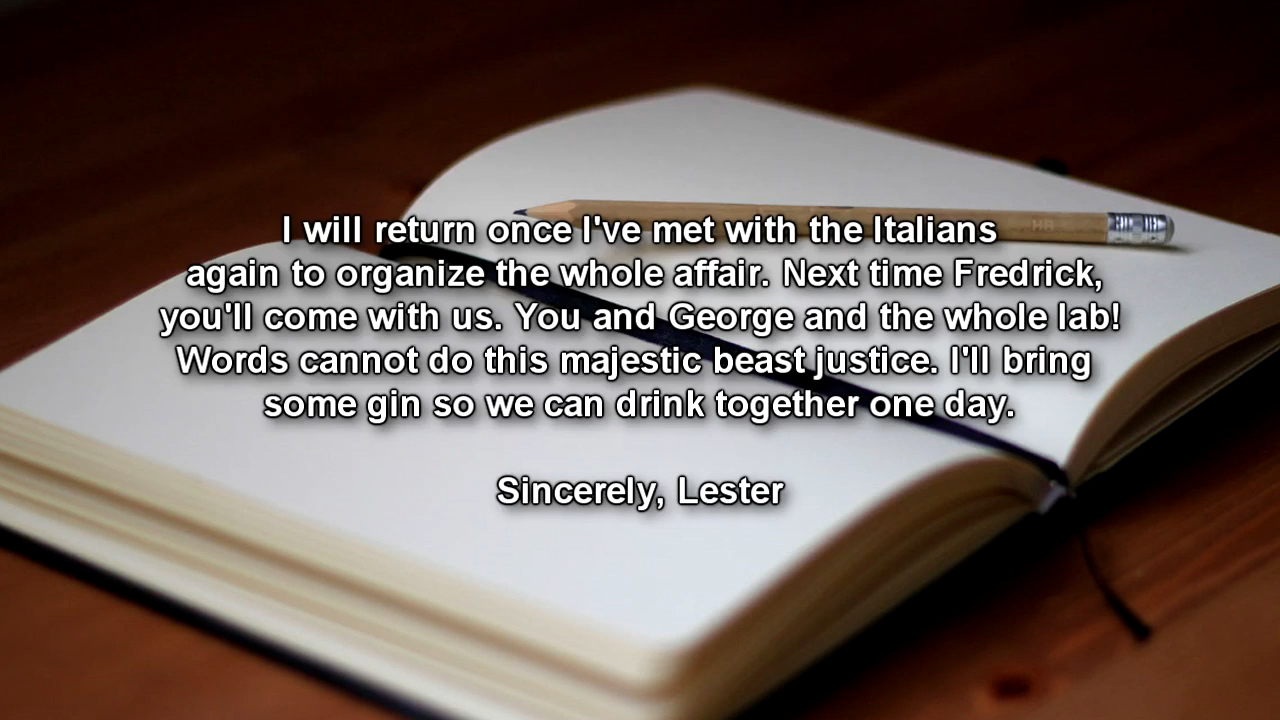 I will return once I've met with the Italians
again to organize the whole affair. Next time Fredrick,
you'll come with us. You and George and the whole lab!
Words cannot do this majestic beast justice. I'll bring
some gin so we can drink together one day.
Sincerely, Lester
HB